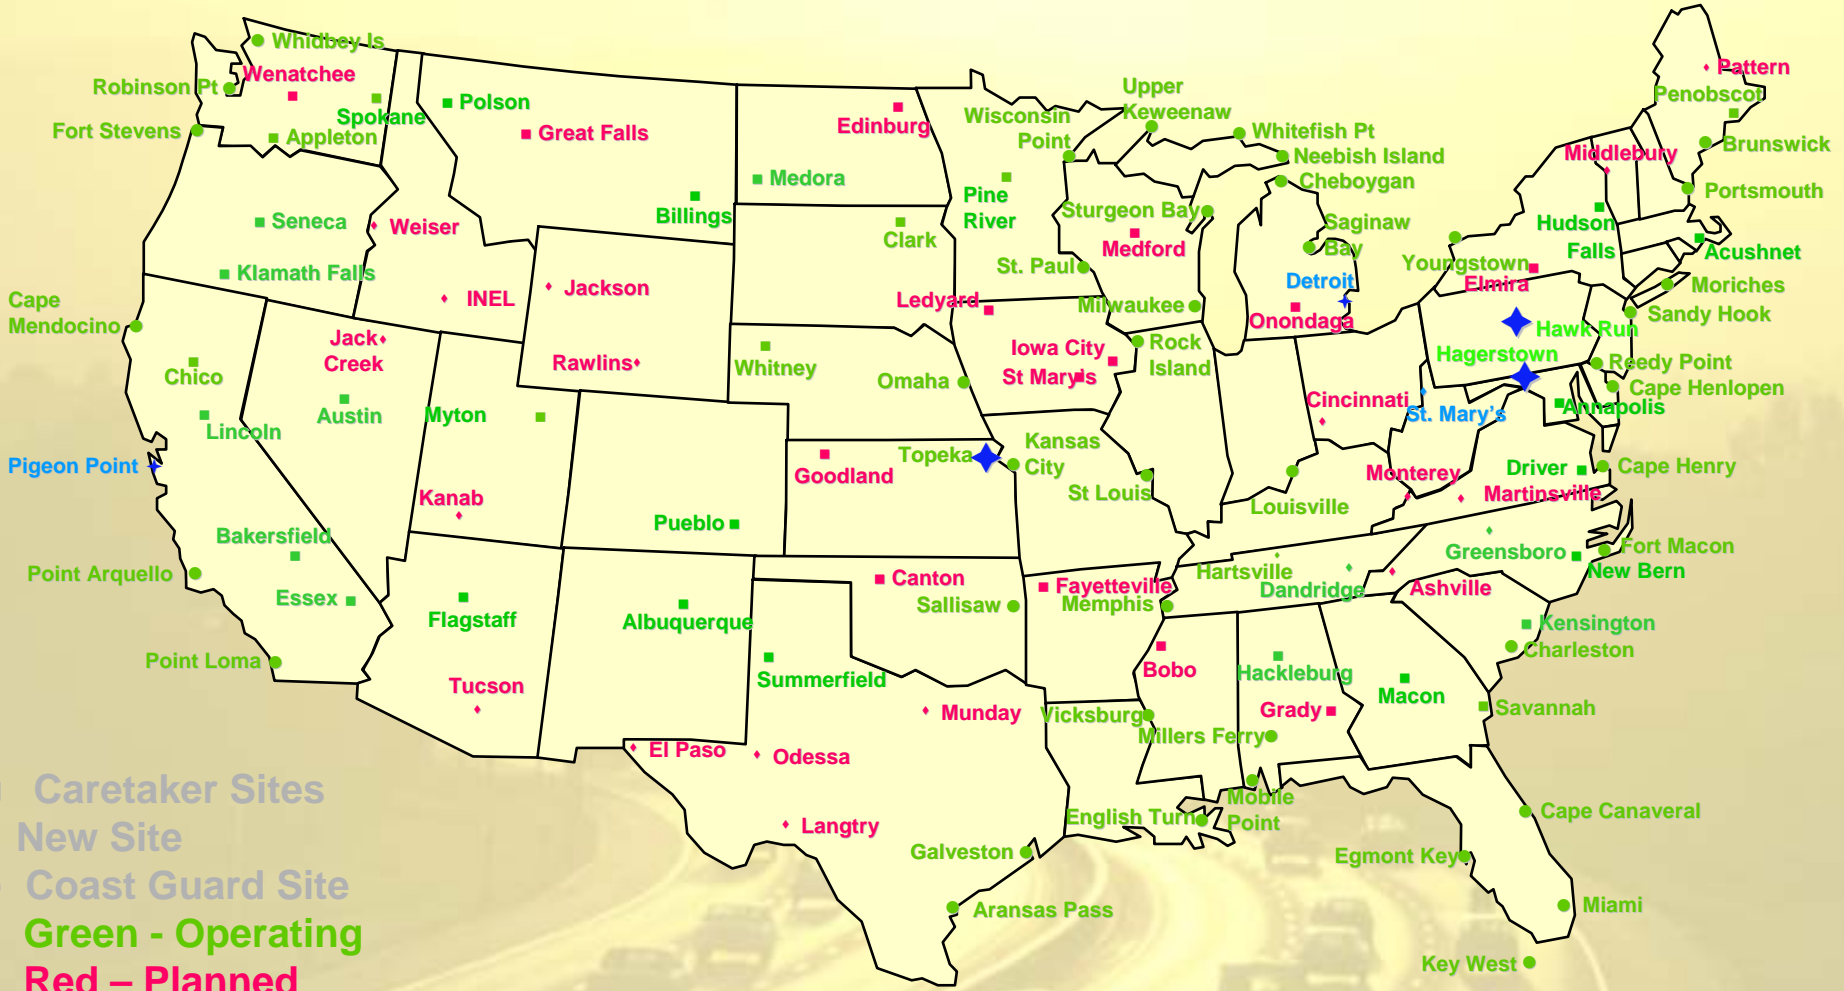 Whidbey Is
Wenatchee
Robinson Pt
Spokane
Fort Stevens
Appleton
Polson
Great Falls
Billings
Seneca
Weiser
Klamath Falls
INEL
Jackson
Cape
Mendocino
Jack
Creek
Rawlins
Chico
Austin
Myton
Lincoln
Pigeon Point
Kanab
Bakersfield
Point Arquello
Essex
Flagstaff
Point Loma
Tucson
Edinburg
Medora
Clark
Whitney
Omaha
Topeka
Goodland
Pueblo
Albuquerque
Summerfield
Canton
Sallisaw
Munday
El Paso
Odessa
Langtry
Galveston
Aransas Pass
Wisconsin
Point
Upper
Keweenaw
Whitefish Pt
Neebish Island
Cheboygan
Pine
River
Sturgeon Bay
Medford
Saginaw
Bay
St. Paul
Detroit
Ledyard
Milwaukee
Onondaga
Iowa City
St Mary's
Rock
Island
Kansas
City
St Louis
Louisville
Cincinnati
St. Mary's
Monterey
Martinsville
Driver
Cape Henry
Hartsville
Dandridge
Greensboro
Fort Macon
New Bern
Ashville
Fayetteville
Memphis
Bobo
Hackleburg
Grady
Macon
Kensington
Charleston
Savannah
Vicksburg
Millers Ferry
Mobile
Point
English Turn
Cape Canaveral
Egmont Key
Miami
Key West
Pattern
Penobscot
Brunswick
Middlebury
Portsmouth
Hudson
Falls
Acushnet
Youngstown
Elmira
Moriches
Sandy Hook
Hawk Run
Hagerstown
Reedy Point
Cape Henlopen
Annapolis
Caretaker Sites
New Site
Coast Guard Site
Green - Operating
Red – Planned